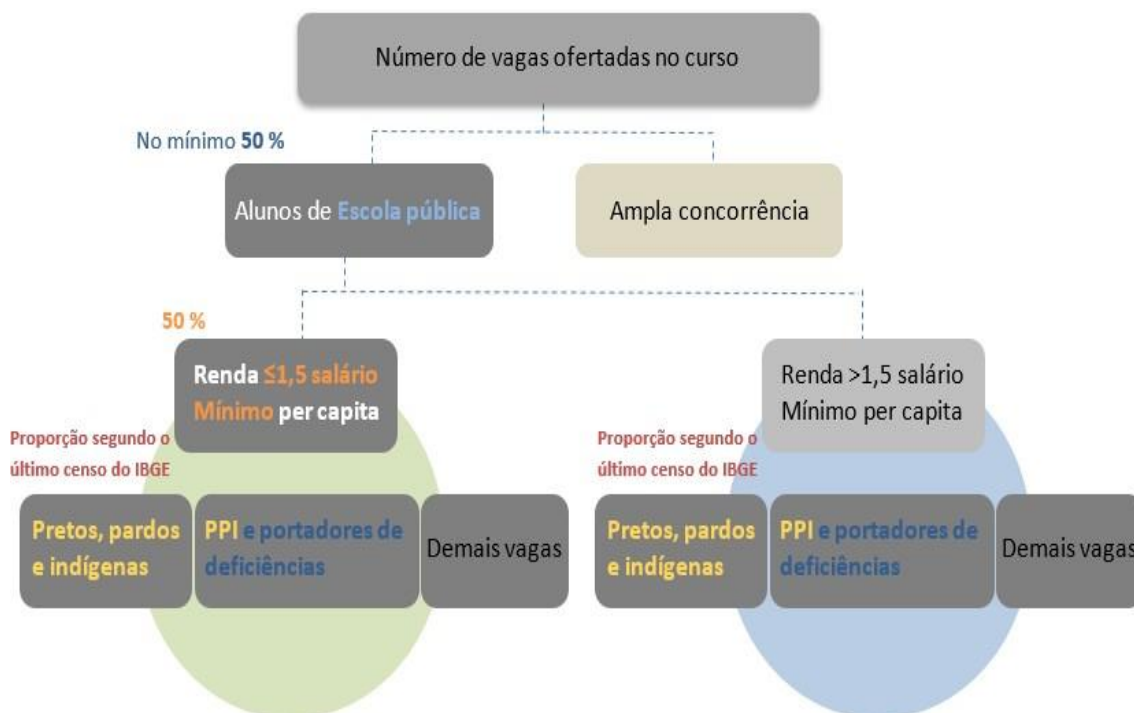 Número de vagas ofertadas no curso
No mínimo 50 %
Alunos de Escola pública
Ampla concorrência
50 %
Renda ≤1,5 salário
Mínimo per capita
Renda >1,5 salário
Mínimo per capita
Proporção segundo o
último censo do IBGE
Proporção segundo o
último censo do IBGE
Pretos, pardos
e indígenas
PPI e portadores de
deficiências
Demais vagas
Pretos, pardos
e indígenas
PPI e portadores de
deficiências
Demais vagas